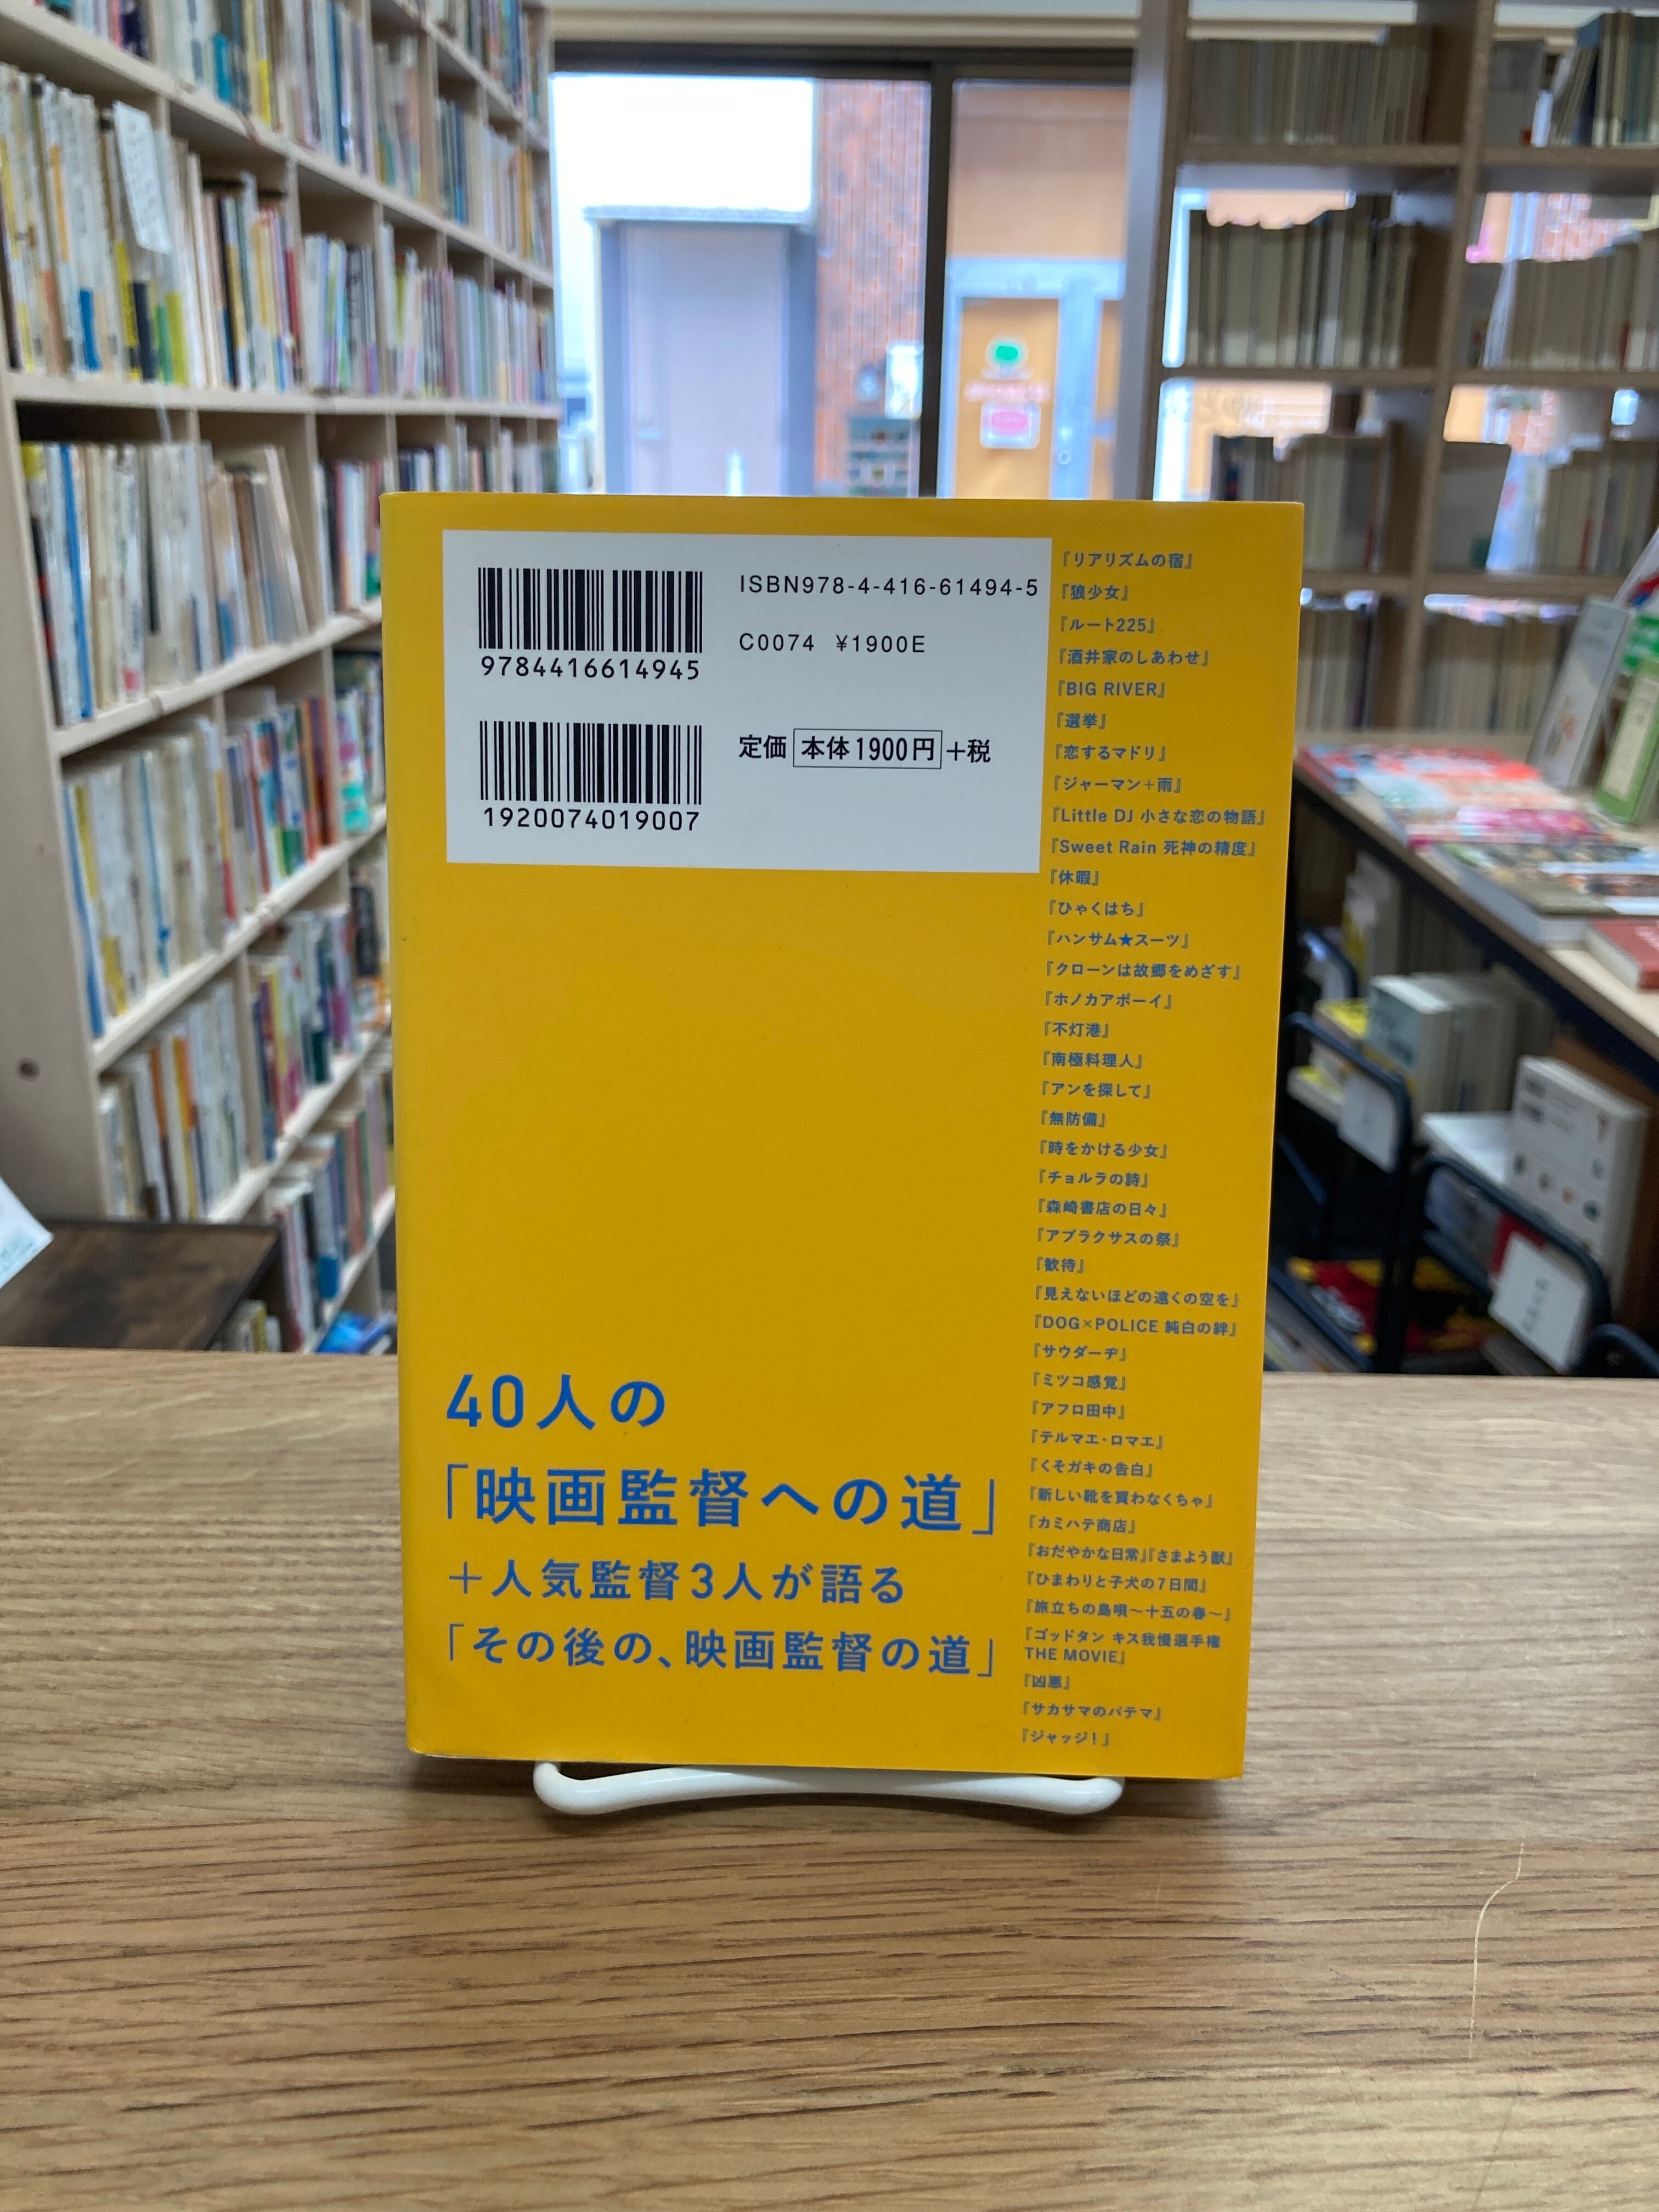 ISBN978-4-416-61494-5
C0074 ¥1900E
9784416614945
定価 本体1900円+税
1920074019007
『リアリズムの宿』
『狼少女』
『ルート225』
『酒井家のしあわせ』
『BIG RIVER』
『選挙』
『恋するマドリ』
『ジャーマン+雨』
『Little DJ 小さな恋の物語』
『Sweet Rain 死神の精度』
『休暇』
『ひゃくはち』
『ハンサム★スーツ』
『クローンは故郷をめざす』
『ホノカアボーイ』
『不灯港』
『南極料理人』
『アンを探して』
『無防備』
『時をかける少女』
『チョルラの詩』
『森崎書店の日々』
『アブラクサスの祭』
『歓待』
『見えないほどの遠くの空を』
『DOG×POLICE 純白の絆』
『サウダーヂ』
『ミツコ感覚』
『アフロ田中』
『テルマエ・ロマエ』
『くそガキの告白』
『新しい靴を買わなくちゃ』
『カミハテ商店』
『おだやかな日常』『さまよう獣』
『ひまわりと子犬の7日間』
『旅立ちの島唄〜十五の春〜』
『ゴッドタン キス我慢選手権
THE MOVIE』
『凶悪』
『サカサマのパテマ』
『ジャッジ!』
40人の
「映画監督への道」
+人気監督3人が語る
「その後の、映画監督の道」